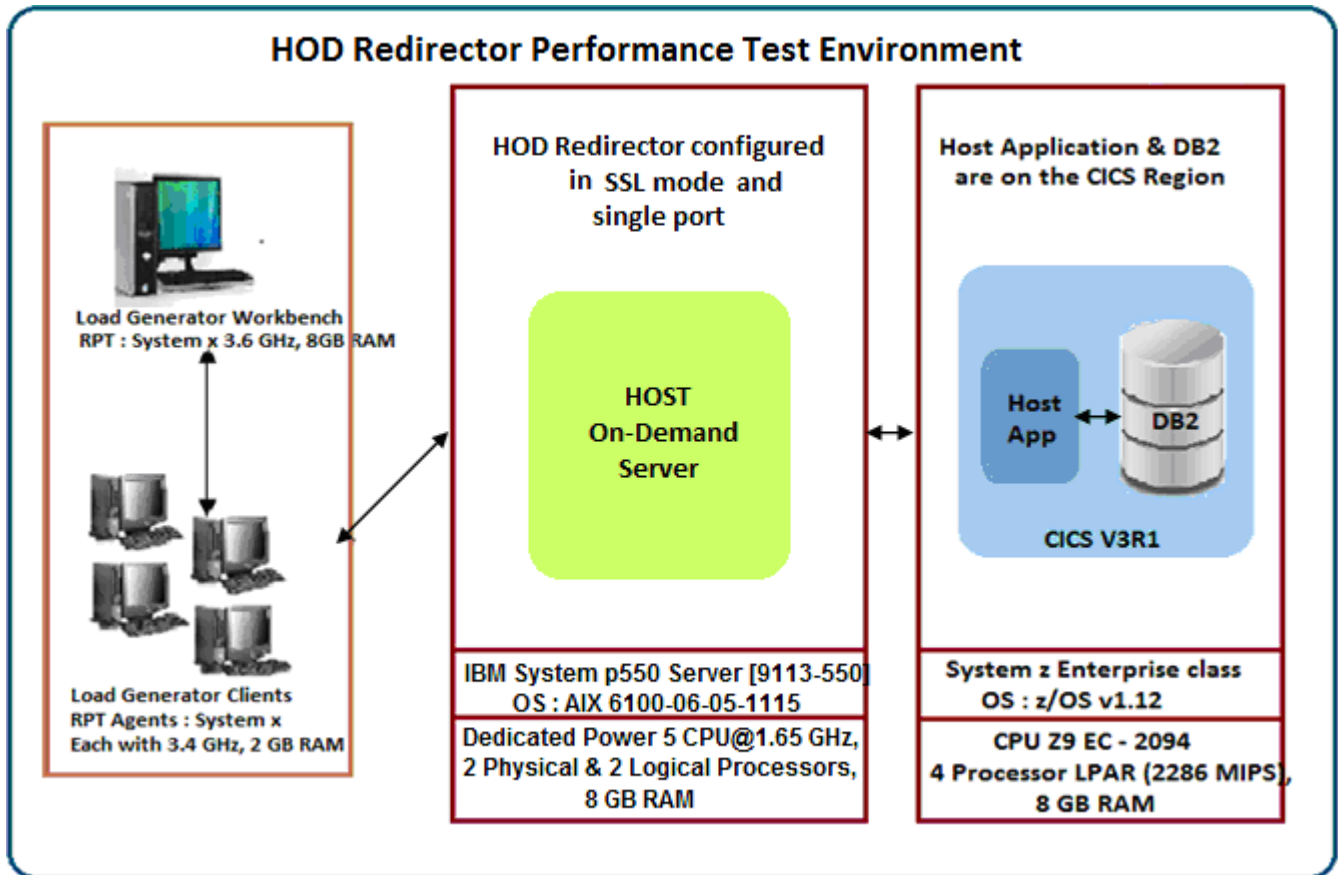 HOD Redirector Performance Test Environment
Load Generator Workbench
RPT : System x 3.6 GHz, 8GB RAM
Load Generator Clients
RPT Agents : System x
Each with 3.4 GHz, 2 GB RAM
HOD Redirector configured
in SSL mode and
single port
HOST
On-Demand
Server
IBM System p550 Server [9113-550]
OS : AIX 6100-06-05-1115
Dedicated Power 5 CPU@1.65 GHz,
2 Physical & 2 Logical Processors,
8 GB RAM
Host Application & DB2
are on the CICS Region
Host
App
DB2
CICS V3R1
System z Enterprise class
OS : z/OS v1.12
CPU Z9 EC - 2094
4 Processor LPAR (2286 MIPS),
8 GB RAM